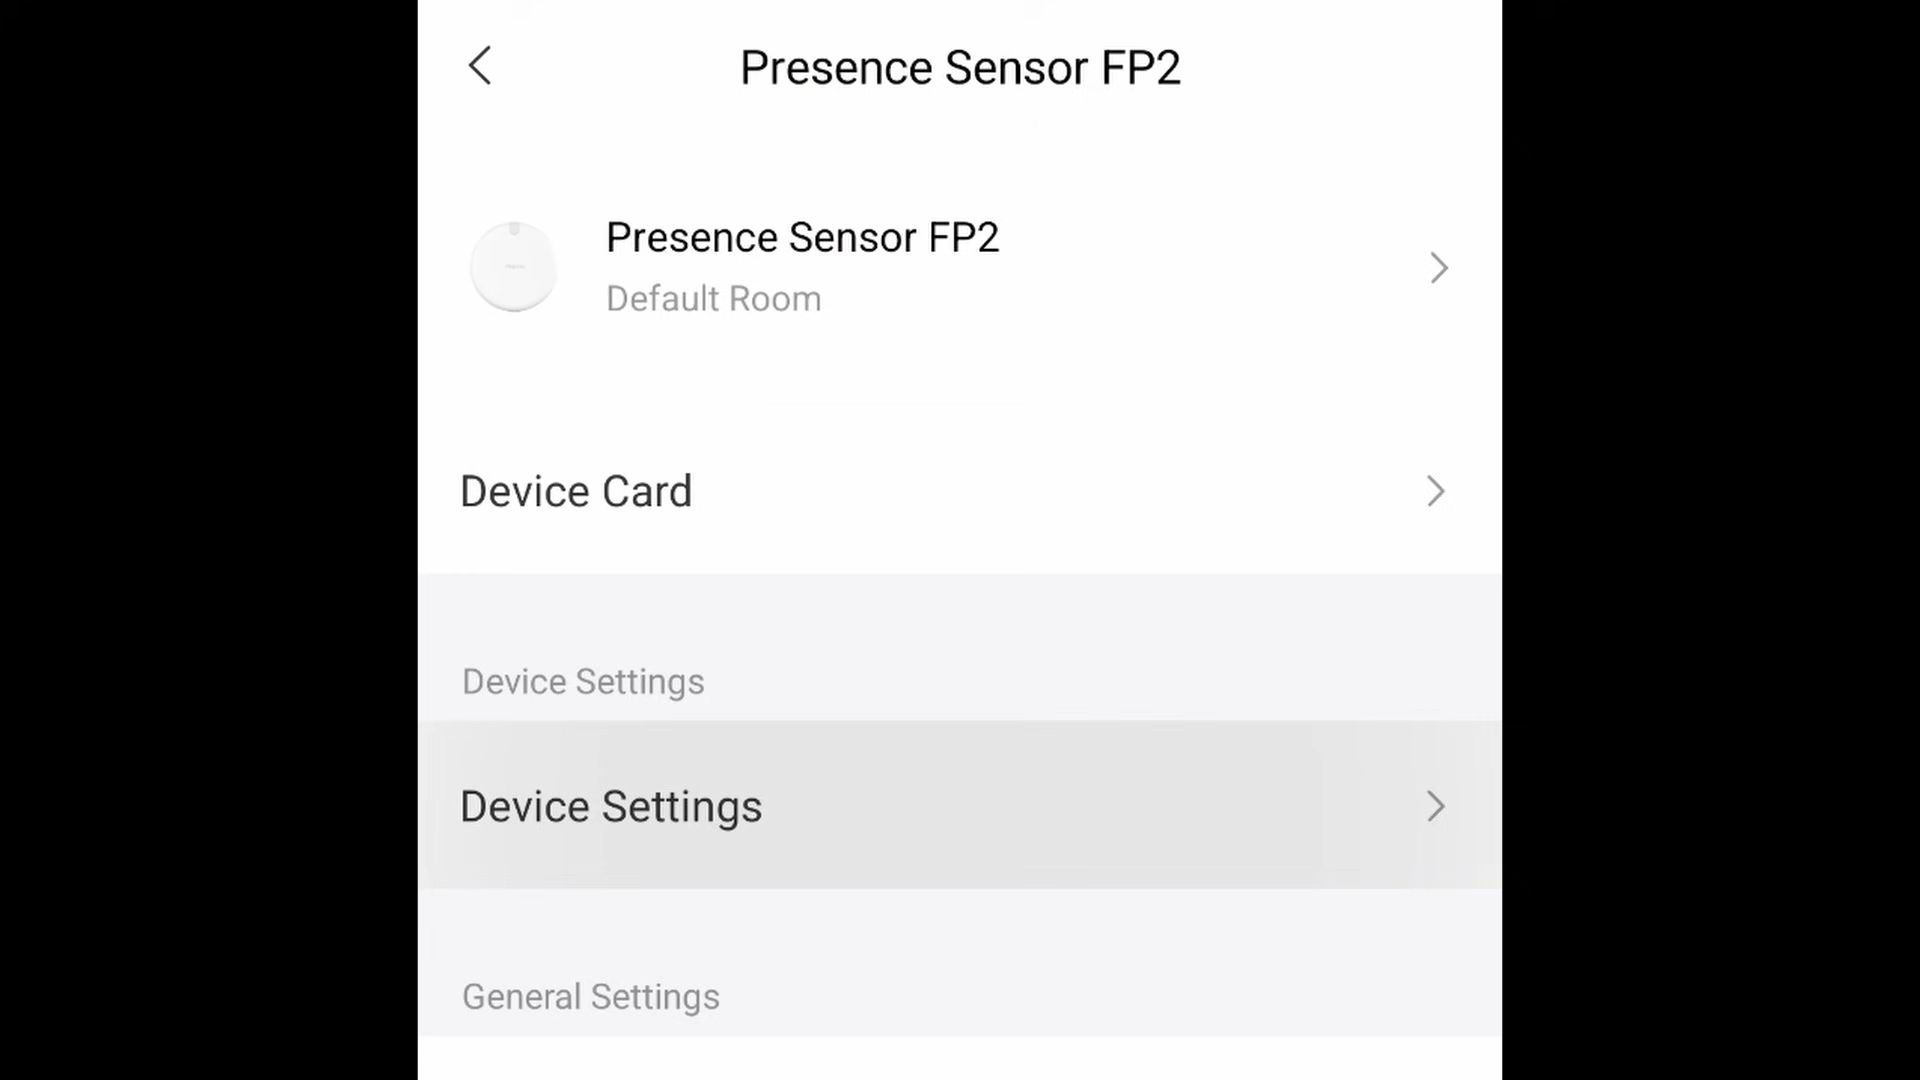 Presence Sensor FP2
Presence Sensor FP2
Default Room
Device Card
Device Settings
Device Settings
General Settings